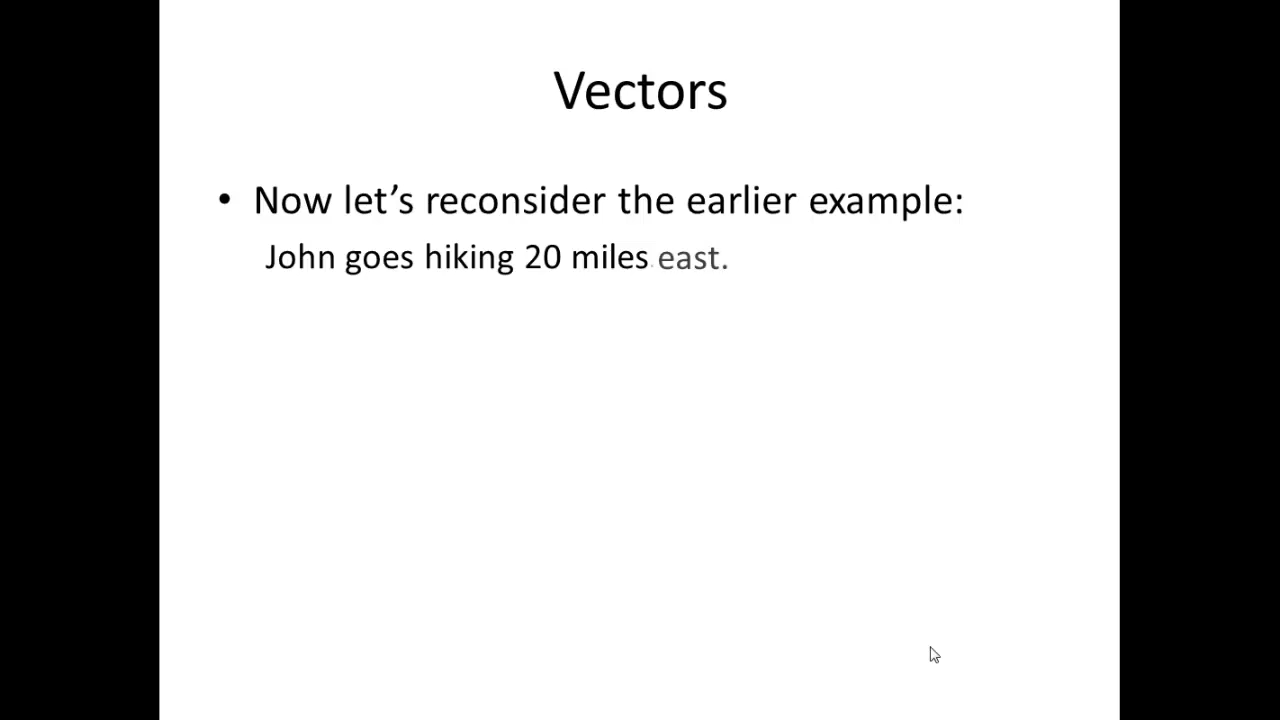 Vectors
• Now let’s reconsider the earlier example:
John goes hiking 20 miles east.